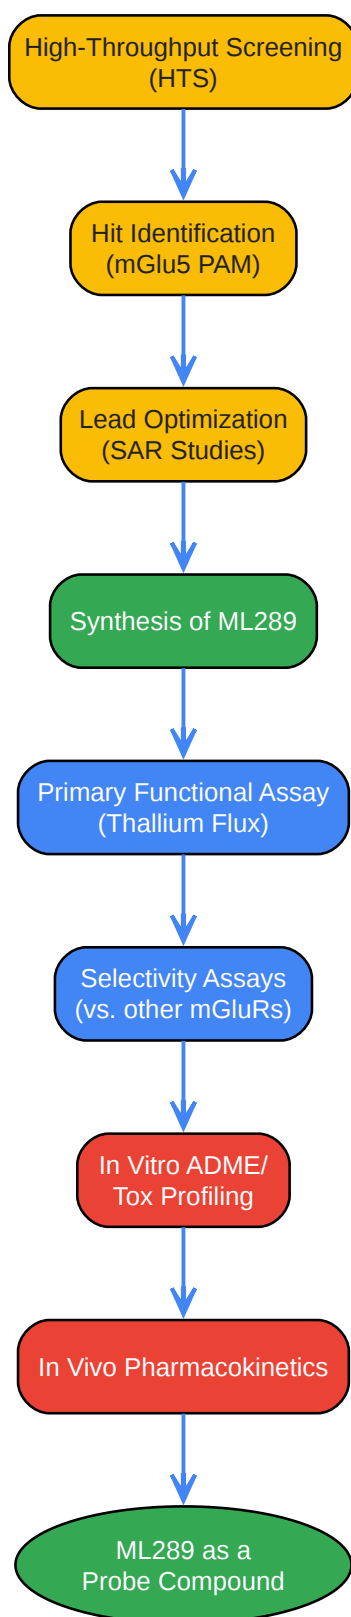 High-Throughput Screening
(HTS)
Hit Identification
(mGlu5 PAM)
Lead Optimization
(SAR Studies)
Synthesis of ML289
Primary Functional Assay
(Thallium Flux)
Selectivity Assays
(vs. other mGluRs)
In Vitro ADME/
Tox Profiling
In Vivo Pharmacokinetics
ML289 as a
Probe Compound